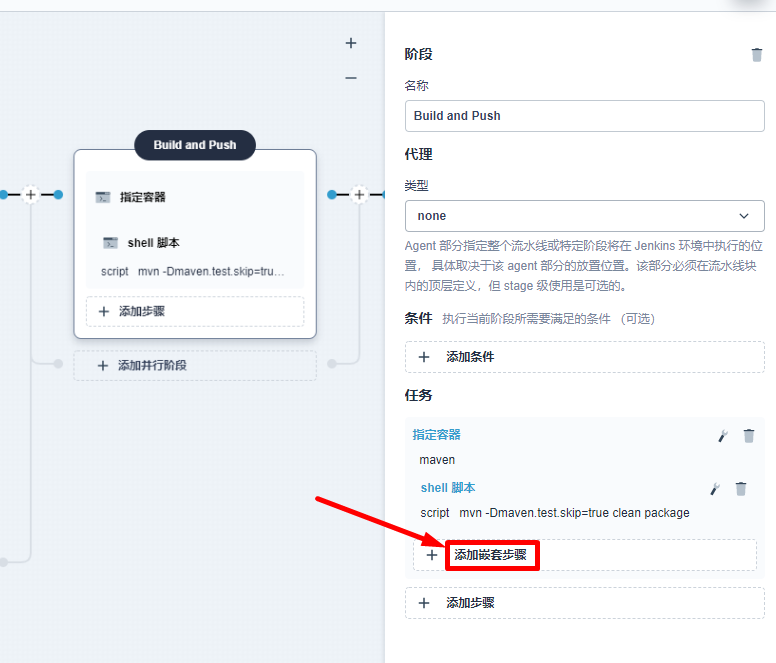 Build and Push
指定容器
shell 脚本
script mvn -Dmaven.test.skip=tru...
添加步骤
添加并行阶段
阶段
名称
Build and Push
代理
类型
none
Agent 部分指定整个流水线或特定阶段将在 Jenkins 环境中执行的位
置， 具体取决于该 agent 部分的放置位置。该部分必须在流水线块
内的顶层定义，但 stage 级使用是可选的。
条件 执行当前阶段所需要满足的条件 （可选）
添加条件
任务
指定容器
maven
shell 脚本
script mvn -Dmaven.test.skip=true clean package
添加嵌套步骤
添加步骤